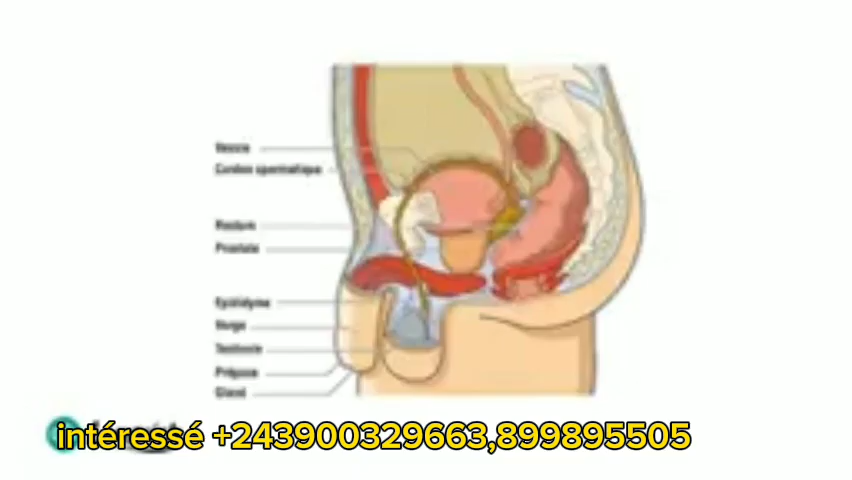 Vessie
Cordon spermatique
Rectum
Prostate
Epididyme
Verge
Testicule
Prépuce
Gland
intéressé +243900329663,899895505